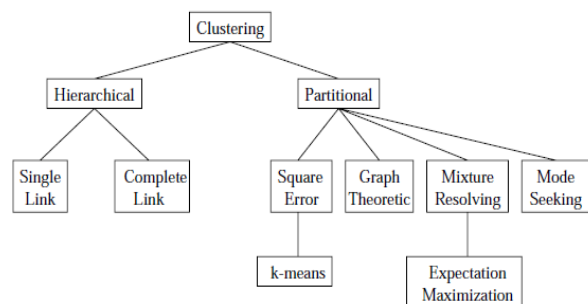 Clustering
Hierarchical
Partitional
Single
Link
Complete
Link
Square
Error
Graph
Theoretic
Mixture
Resolving
Mode
Seeking
k-means
Expectation
Maximization